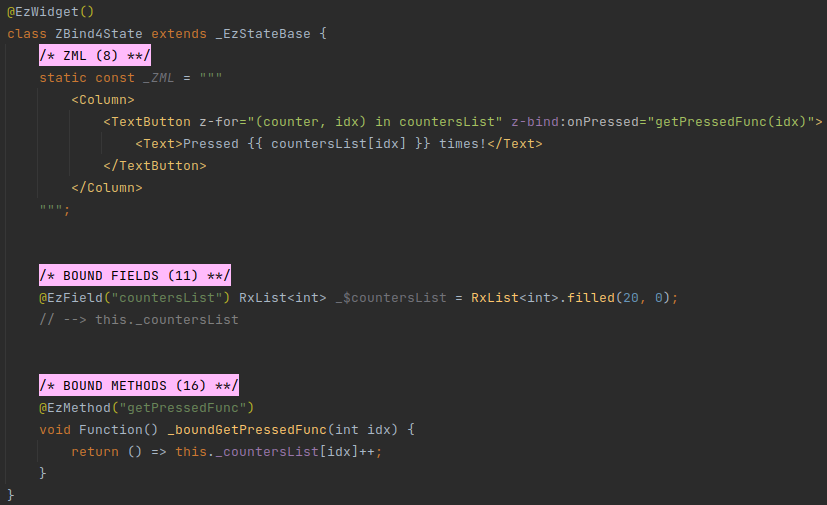 @EzWidget()
class ZBind4State extends _EzStateBase {
    /* ZML (8) **/
    static const _ZML = """
        <Column>
            <TextButton z-for="(counter, idx) in countersList" z-bind:onPressed="getPressedFunc(idx)">
                <Text>Pressed {{ countersList[idx] }} times!</Text>
            </TextButton>
        </Column>
    """;
    /* BOUND FIELDS (11) **/
    @EzField("countersList") RxList<int> _$countersList = RxList<int>.filled(20, 0);
    // --> this._countersList
    /* BOUND METHODS (16) **/
    @EzMethod("getPressedFunc")
    void Function() _boundGetPressedFunc(int idx) {
        return () => this._countersList[idx]++;
    }
}